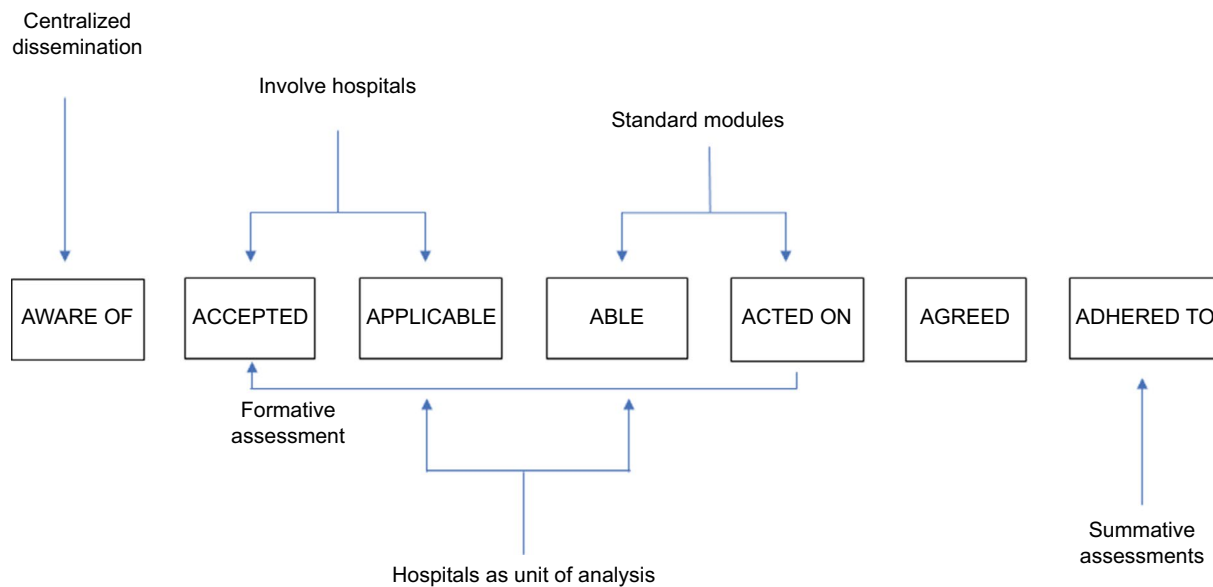 Centralized
dissemination
Involve hospitals
Standard modules
AWARE OF
ACCEPTED
APPLICABLE
ABLE
ACTED ON
AGREED
ADHERED TO
Formative
assessment
Hospitals as unit of analysis
Summative
assessments